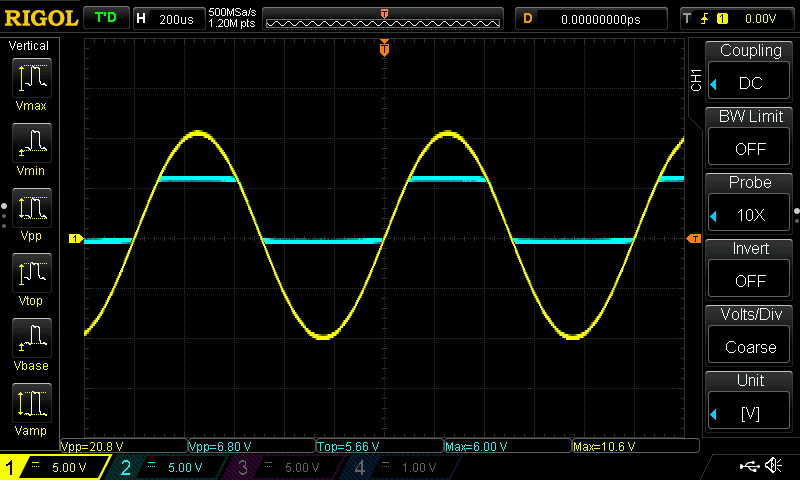 RIGOL T'D H 200us 500MSa/s 1.20M pts T D 0.00000000ps T 1 0.00V
Vertical
Vmax
Vmin
Vpp
Vtop
Vbase
Vamp
T
1
T
CH1
Coupling
DC
BW Limit
OFF
Probe
10X
Invert
OFF
Volts/Div
Coarse
Unit
[V]
Vpp=20.8 V Vpp=6.80 V Top=5.66 V Max=6.00 V Max=10.6 V
1 5.00 V 2 5.00 V 3 5.00 V 4 1.00 V